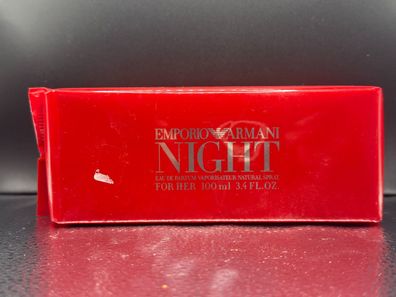 EMPORIO ARMANI
NIGHT
EAU DE PARFUM VAPORISATEUR NATURAL SPRAY
FOR HER 100 ml 3.4 FL.OZ.